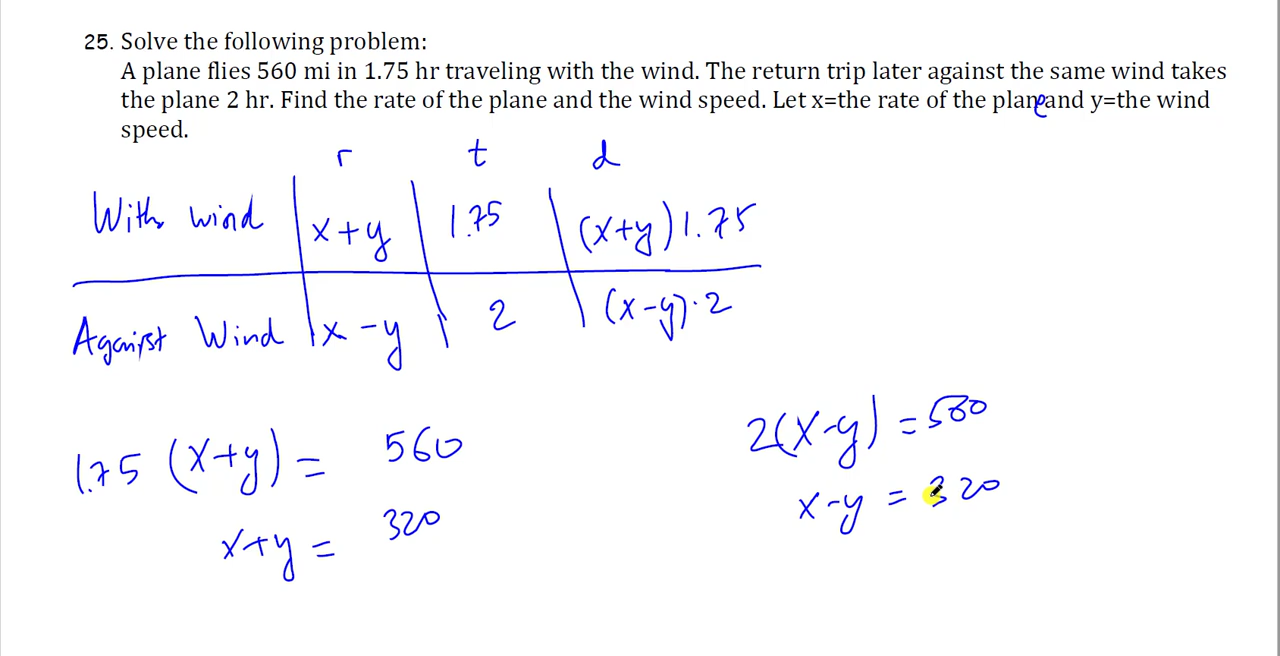 25. Solve the following problem:
A plane flies 560 mi in 1.75 hr traveling with the wind. The return trip later against the same wind takes
the plane 2 hr. Find the rate of the plane and the wind speed. Let x=the rate of the plane and y=the wind
speed.
r t d
With wind x+y 1.75 (x+y)1.75
Against Wind x-y 2 (x-y)·2
1.75 (x+y) = 560
x+y = 320
2(x-y) = 560
x-y = 320